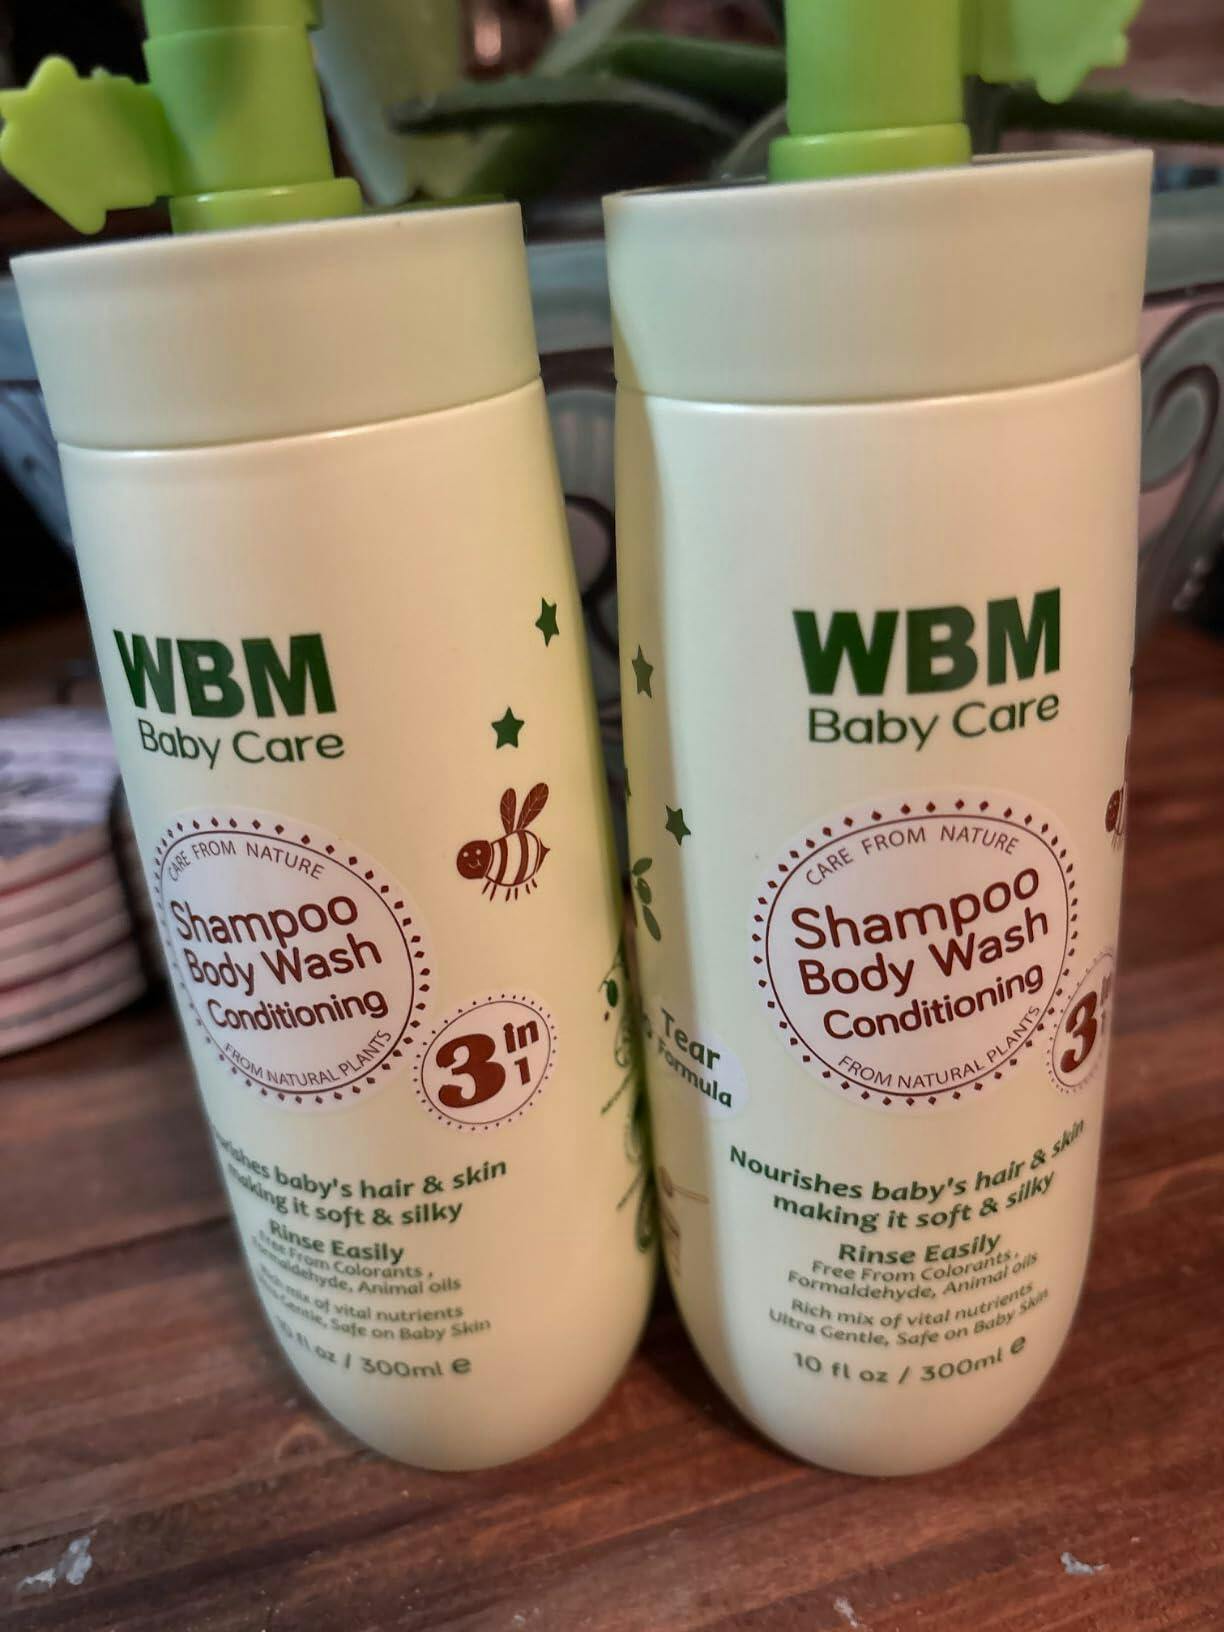 WBM
Baby Care
CARE FROM NATURE
Shampoo
Body Wash
Conditioning
FROM NATURAL PLANTS
3 in 1
baby's hair & skin
making it soft & silky
Rinse Easily
Free From Colorants,
Formaldehyde, Animal oils
mix of vital nutrients
Gentle, Safe on Baby Skin
fl oz / 300ml e
WBM
Baby Care
CARE FROM NATURE
Shampoo
Body Wash
Conditioning
FROM NATURAL PLANTS
3 in
Tear
Formula
Nourishes baby's hair & skin
making it soft & silky
Rinse Easily
Free From Colorants,
Formaldehyde, Animal oils
Rich mix of vital nutrients
Ultra Gentle, Safe on Baby Skin
10 fl oz / 300ml e